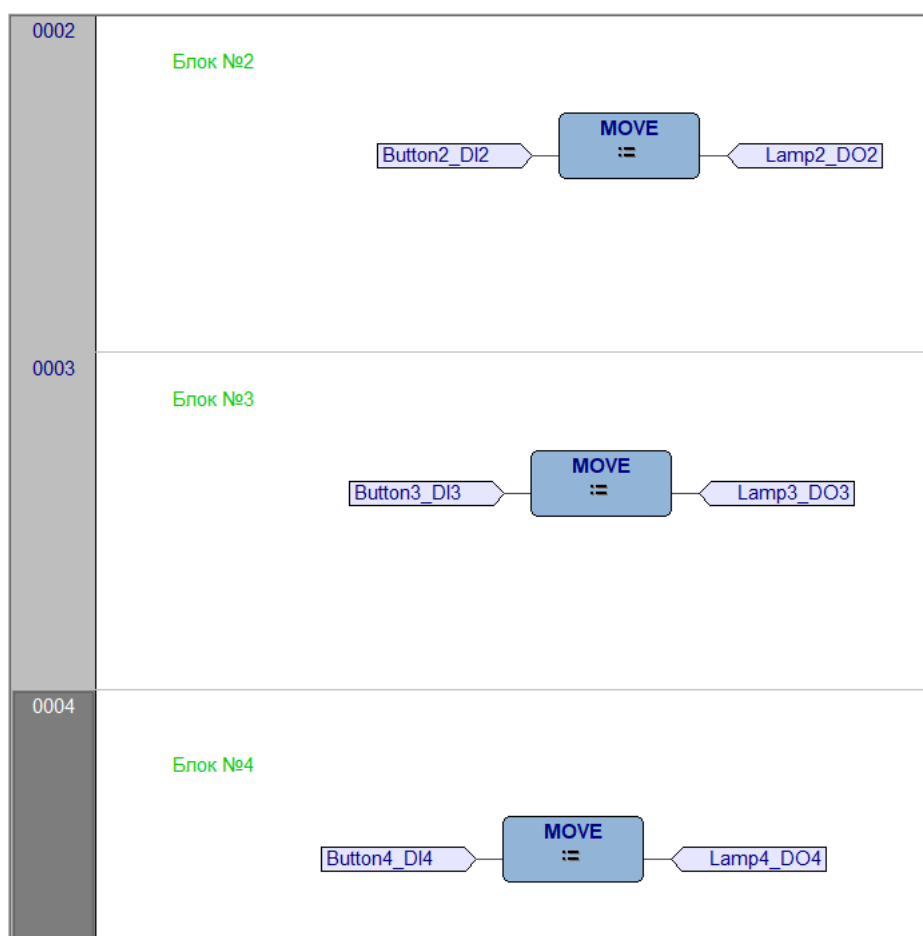 0002
Блок №2
MOVE
:=
Button2_DI2
Lamp2_DO2
0003
Блок №3
MOVE
:=
Button3_DI3
Lamp3_DO3
0004
Блок №4
MOVE
:=
Button4_DI4
Lamp4_DO4